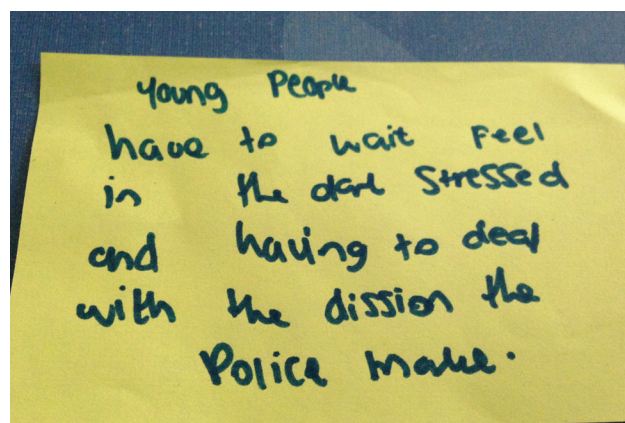 Young People
have to wait Feel
in the dark Stressed
and having to deal
with the dission the
Police make.